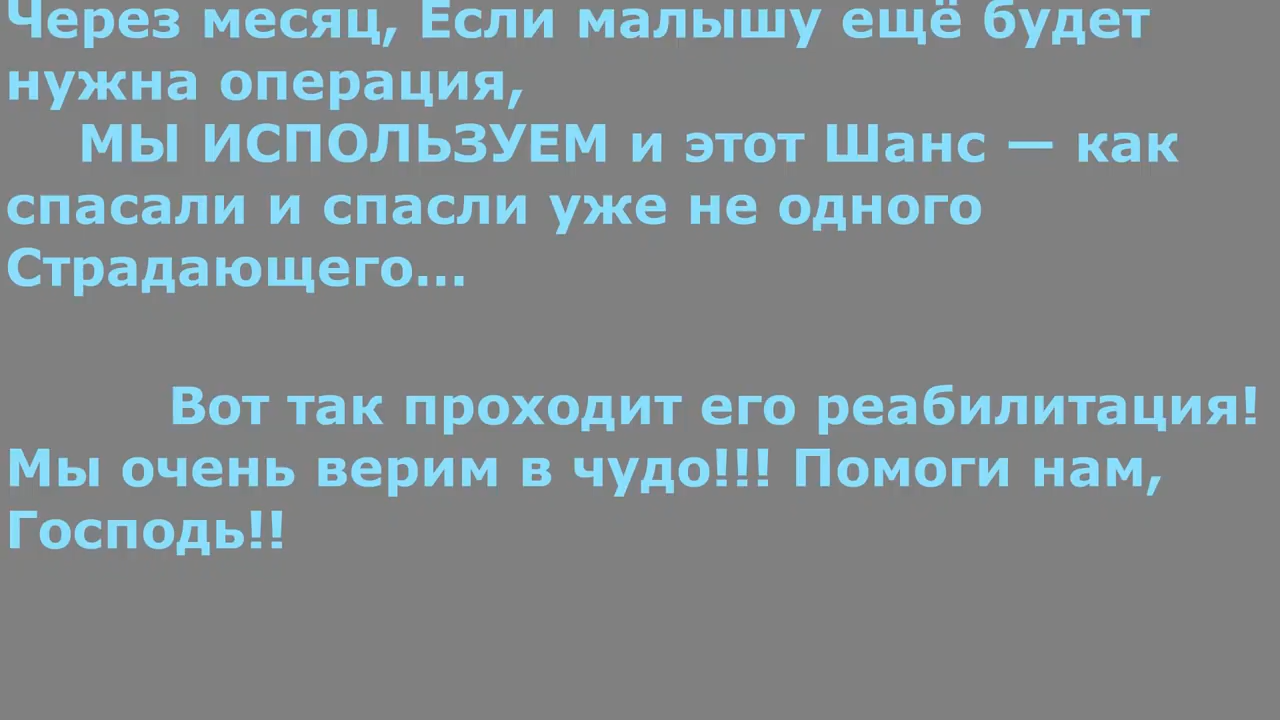 Через месяц, Если малышу ещё будет
нужна операция,
МЫ ИСПОЛЬЗУЕМ и этот Шанс — как
спасали и спасли уже не одного
Страдающего...
Вот так проходит его реабилитация!
Мы очень верим в чудо!!! Помоги нам,
Господь!!